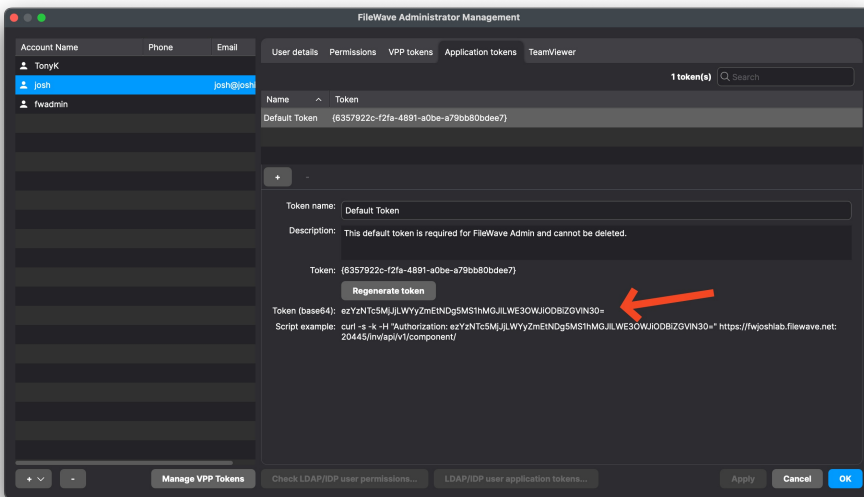 FileWave Administrator Management
Account Name Phone Email
TonyK
josh josh@joshi
fwadmin
User details Permissions VPP tokens Application tokens TeamViewer
1 token(s) Search
Name Token
Default Token {6357922c-f2fa-4891-a0be-a79bb80bdee7}
+ -
Token name: Default Token
Description: This default token is required for FileWave Admin and cannot be deleted.
Token: {6357922c-f2fa-4891-a0be-a79bb80bdee7}
Regenerate token
Token (base64): ezYzNTc5MjJjLWYyZmEtNDg5MS1hMGJlLWE3OWJiODBiZGVlN30=
Script example: curl -s -k -H "Authorization: ezYzNTc5MjJjLWYyZmEtNDg5MS1hMGJlLWE3OWJiODBiZGVlN30=" https://fwjoshlab.filewave.net:
20445/inv/api/v1/component/
+ - Manage VPP Tokens Check LDAP/IDP user permissions... LDAP/IDP user application tokens... Apply Cancel OK